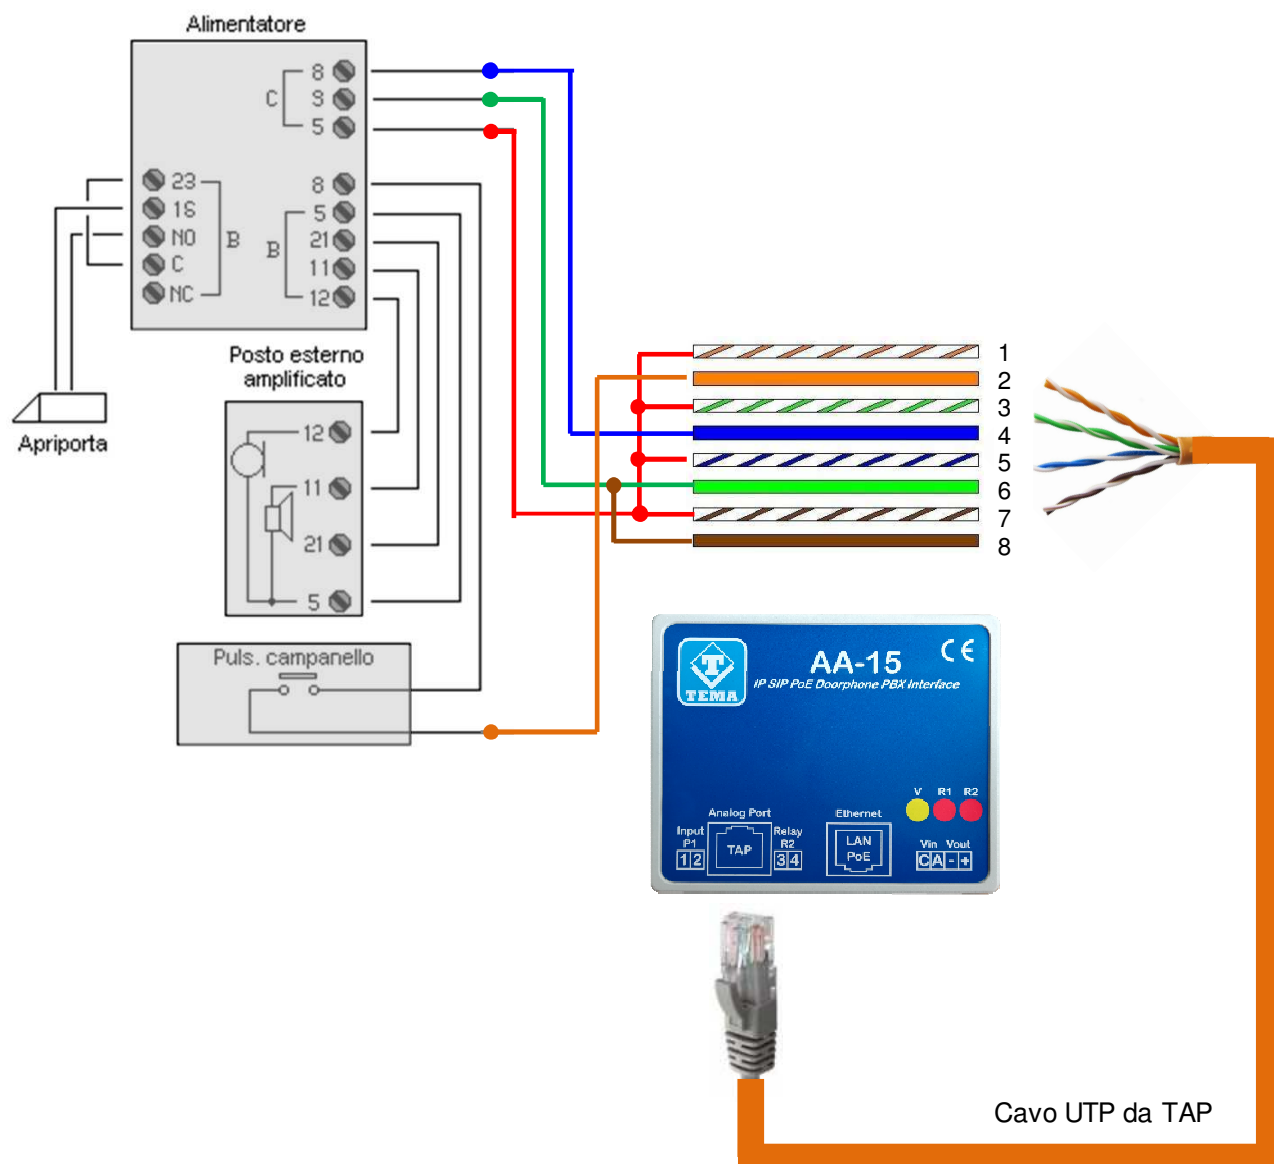 Alimentatore
8
C
3
5
23
16
NO
C
NC
B
8
5
21
11
12
B
Posto esterno
amplificato
12
11
21
5
Apriporta
Puls. campanello
1
2
3
4
5
6
7
8
TEMA
AA-15
CE
IP SIP PoE Doorphone PBX Interface
V R1 R2
Analog Port
Ethernet
Input
P1
1 2
TAP
Relay
R2
3 4
LAN
PoE
Vin Vout
C A - +
Cavo UTP da TAP